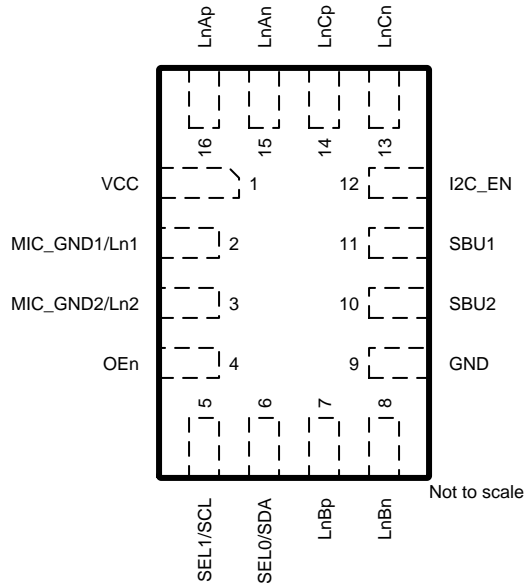 LnAp
LnAn
LnCp
LnCn
16
15
14
13
VCC
1
12
I2C_EN
MIC_GND1/Ln1
2
11
SBU1
MIC_GND2/Ln2
3
10
SBU2
OEn
4
9
GND
5
6
7
8
SEL1/SCL
SEL0/SDA
LnBp
LnBn
Not to scale